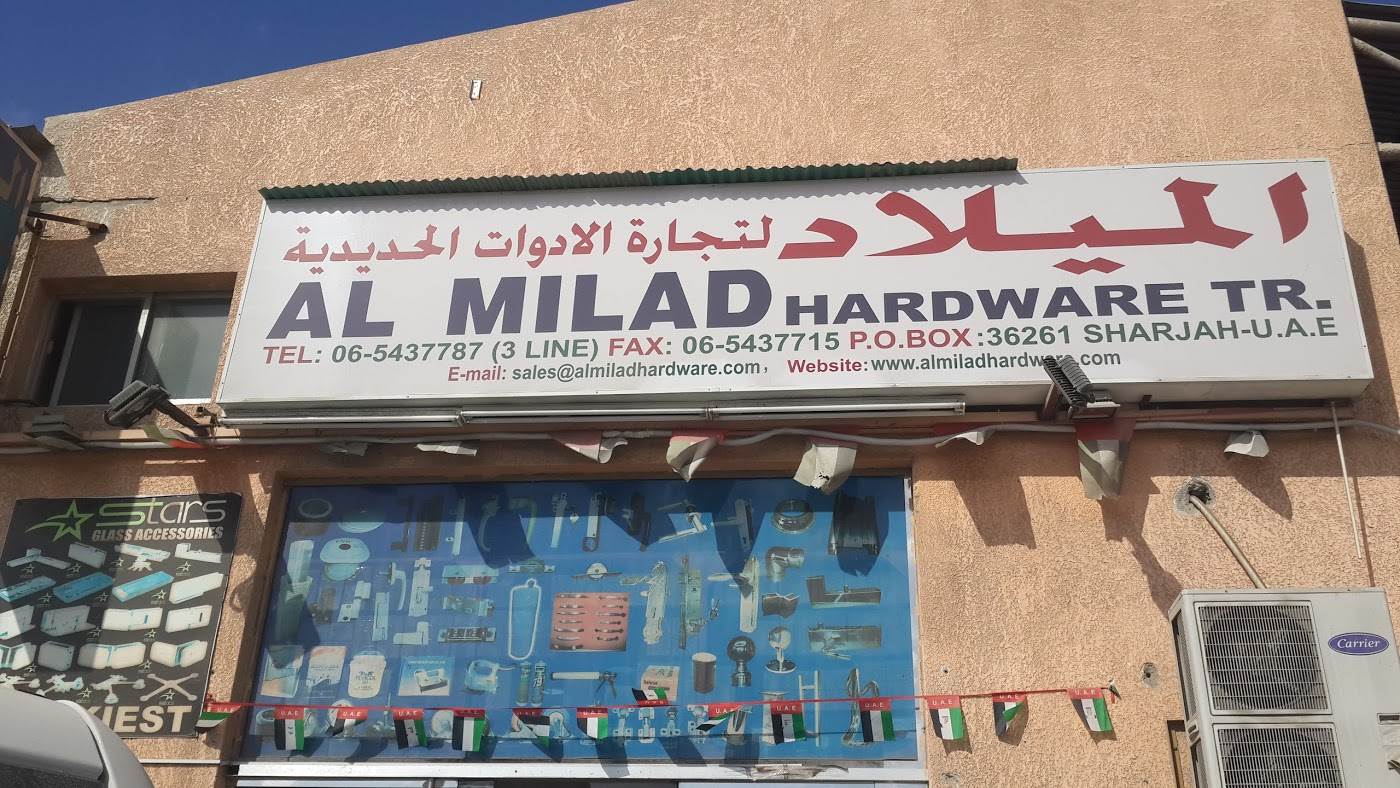 الميلاد لتجارة الادوات الحديدية
AL MILAD HARDWARE TR.
TEL: 06-5437787 (3 LINE) FAX: 06-5437715 P.O.BOX:36261 SHARJAH-U.A.E
E-mail: sales@almiladhardware.com, Website: www.almiladhardware.com
Stars
GLASS ACCESSORIES
Carrier
U.A.E
U.A.E
U.A.E
U.A.E
U.A.E